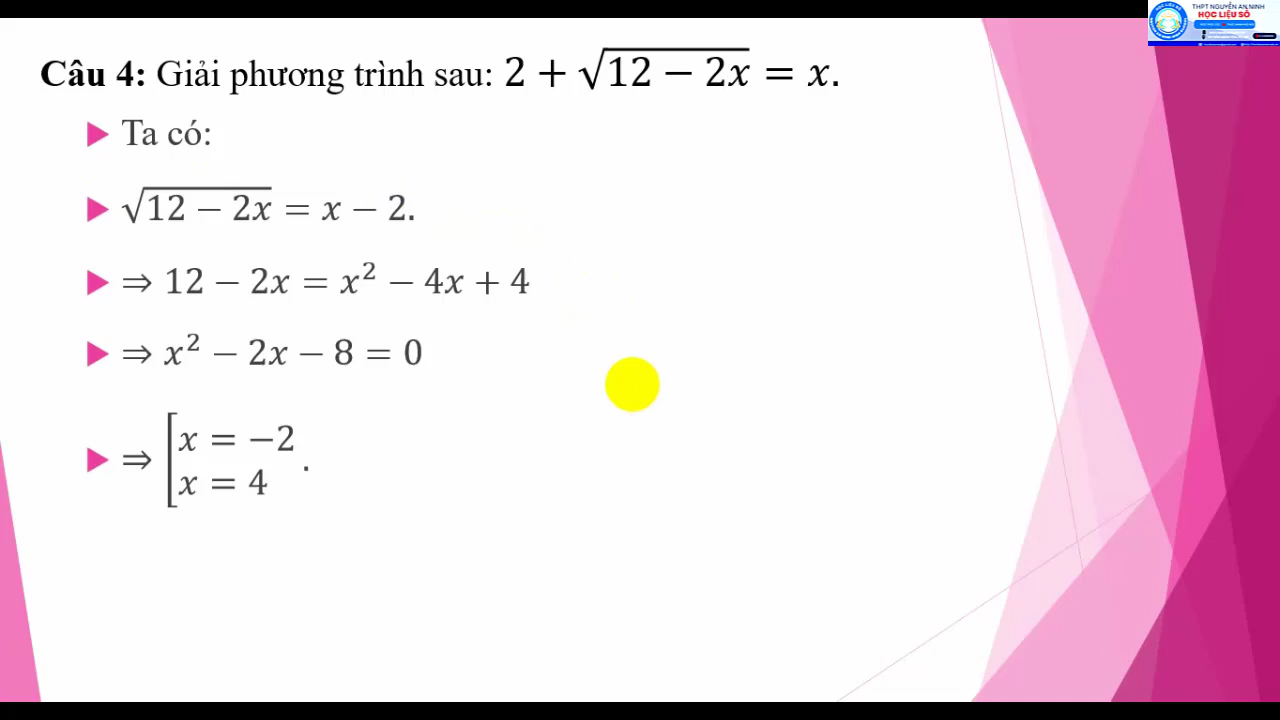 THPT NGUYỄN AN NINH
HỌC LIỆU SỐ
Câu 4: Giải phương trình sau: 2 + √(12 − 2x) = x.
Ta có:
√(12 − 2x) = x − 2.
⇒ 12 − 2x = x² − 4x + 4
⇒ x² − 2x − 8 = 0
⇒ [x = −2
x = 4 .